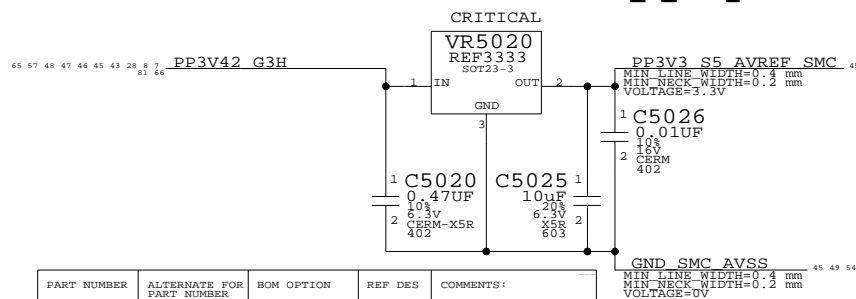 CRITICAL
VR5020
REF3333
SOT23-3
65 57 48 47 46 45 43 28 8 7
81 66
PP3V42_G3H
1
IN
OUT
2
GND
3
PP3V3_S5_AVREF_SMC
MIN_LINE_WIDTH=0.4 mm
MIN_NECK_WIDTH=0.2 mm
VOLTAGE=3.3V
1
C5026
0.01UF
10%
16V
2
CERM
402
1
C5020
0.47UF
10%
6.3V
2
CERM-X5R
402
C5025
1
10uF
20%
6.3V
2
X5R
603
GND_SMC_AVSS
45 49 54
MIN_LINE_WIDTH=0.4 mm
MIN_NECK_WIDTH=0.2 mm
VOLTAGE=0V
PART NUMBER
ALTERNATE FOR
PART NUMBER
BOM OPTION
REF DES
COMMENTS: